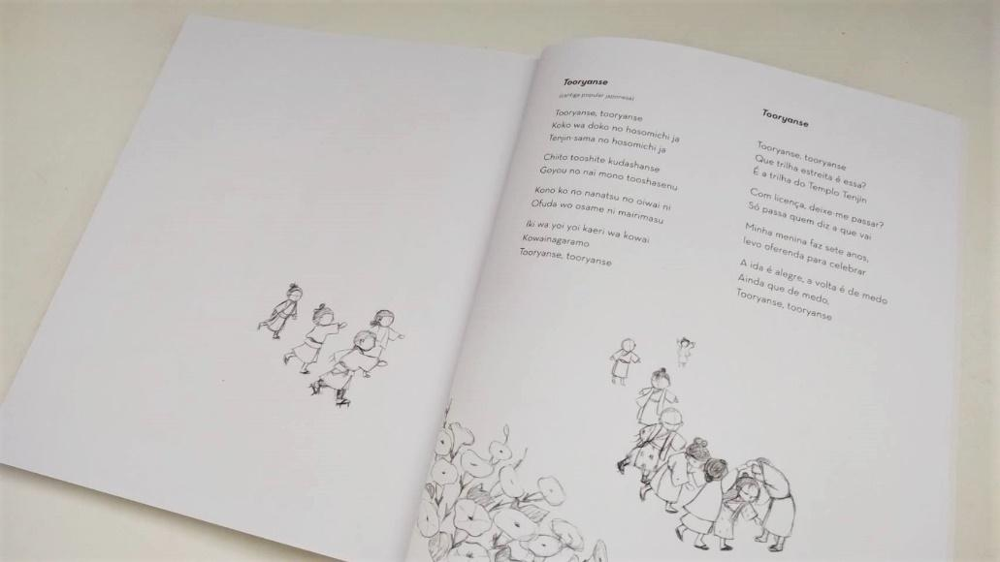 Tooryanse
(cantiga popular japonesa)
Tooryanse, tooryanse
Koko wa doko no hosomichi ja
Tenjin-sama no hosomichi ja
Chiito tooshite kudashanse
Goyou no nai mono tooshasenu
Kono ko no nanatsu no oiwai ni
Ofuda wo osame ni mairimasu
Iki wa yoi yoi kaeri wa kowai
Kowainagaramo
Tooryanse, tooryanse
Tooryanse
Tooryanse, tooryanse
Que trilha estreita é essa?
É a trilha do Templo Tenjin
Com licença, deixe-me passar?
Só passa quem diz a que vai
Minha menina faz sete anos,
levo oferenda para celebrar
A ida é alegre, a volta é de medo
Ainda que de medo,
Tooryanse, tooryanse